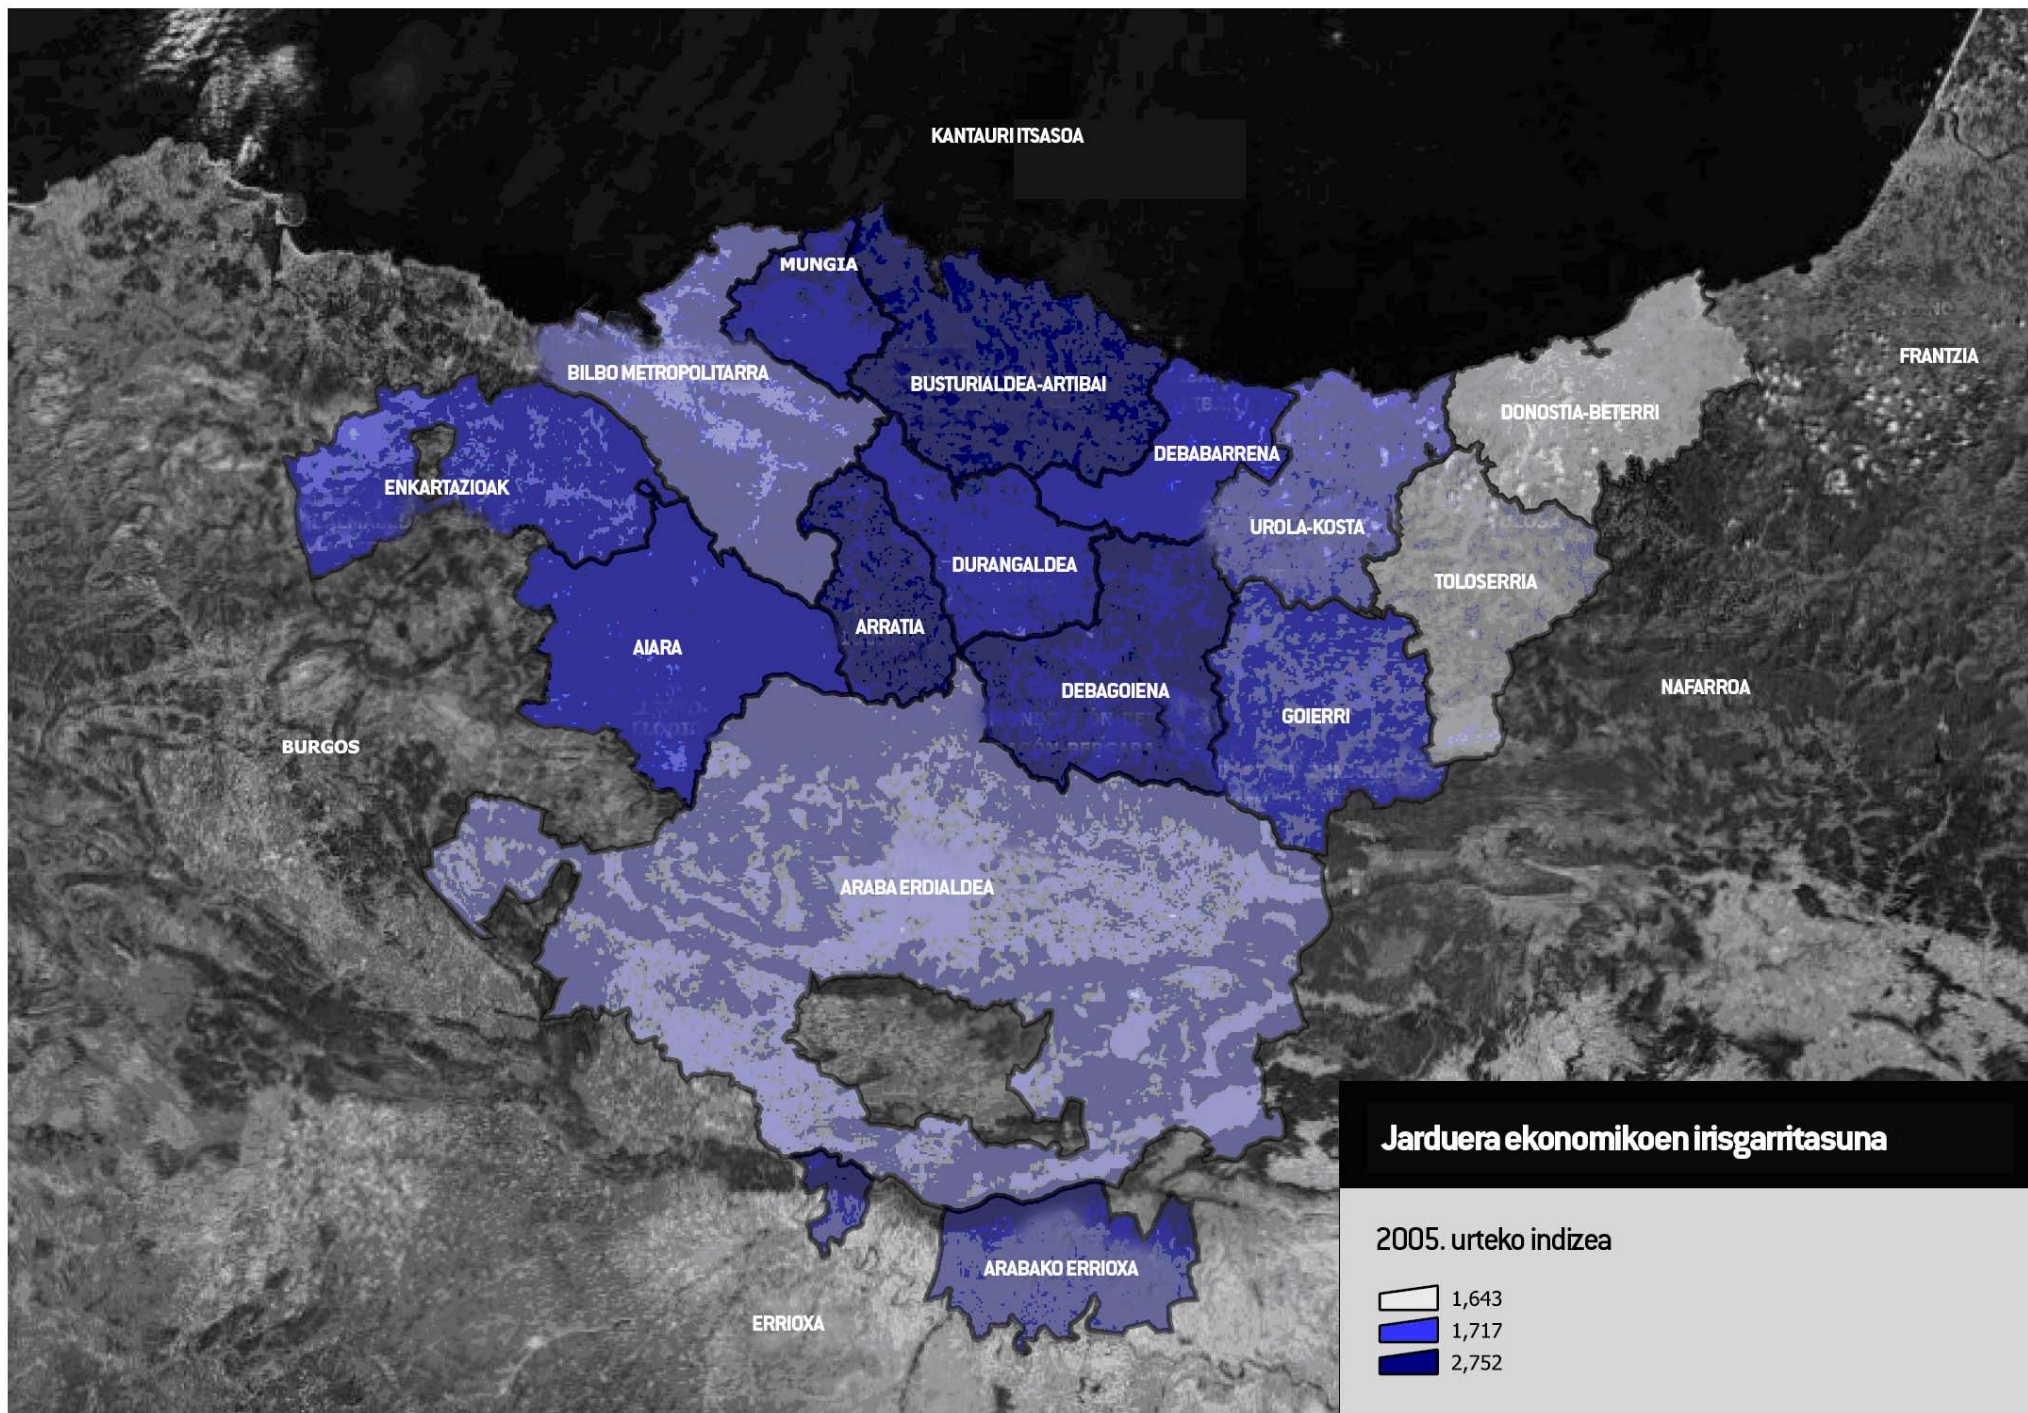 KANTAURI ITSASOA
MUNGIA
BILBO METROPOLITARRA
BUSTURIALDEA-ARTIBAI
FRANTZIA
DONOSTIA-BETERRI
DEBABARRENA
ENKARTAZIOAK
UROLA-KOSTA
DURANGALDEA
TOLOSERRIA
ARRATIA
AIARA
DEBAGOIENA
NAFARROA
GOIERRI
BURGOS
ARABA ERDIALDEA
ARABAKO ERRIOXA
ERRIOXA
Jarduera ekonomikoen irisgarritasuna
2005. urteko indizea
1,643
1,717
2,752